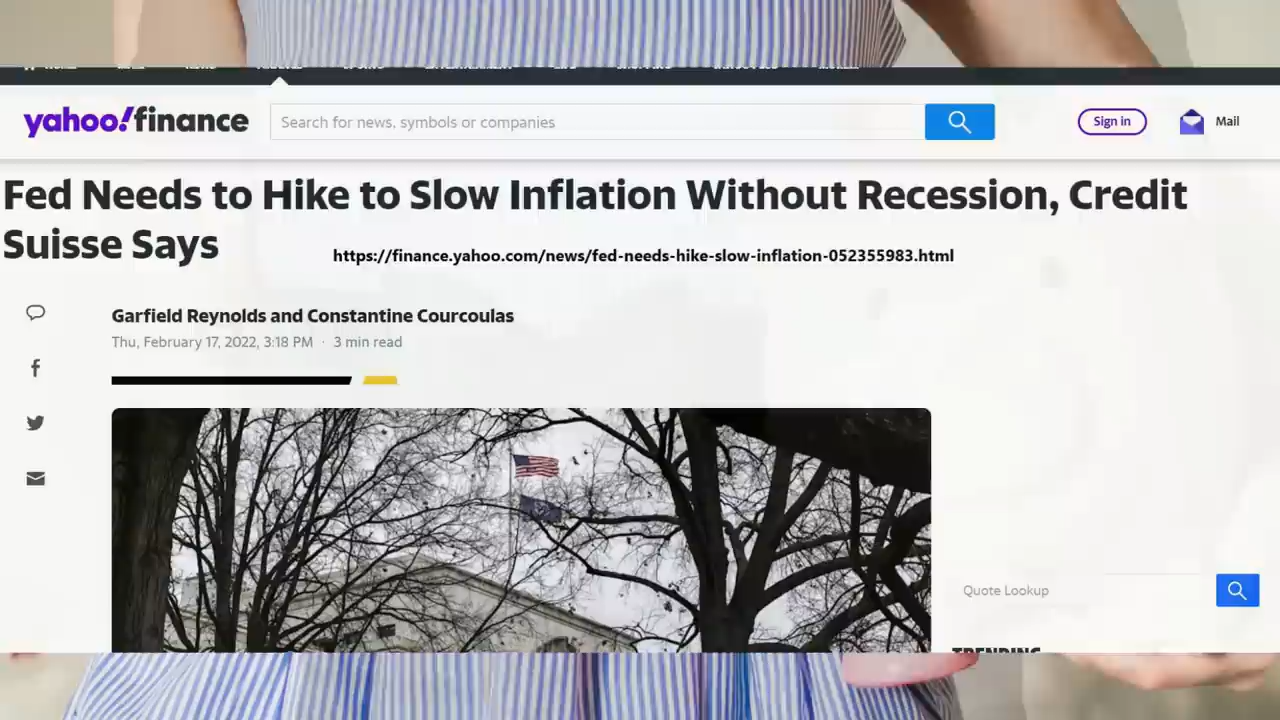 yahoo!finance
Search for news, symbols or companies
Sign in
Mail
Fed Needs to Hike to Slow Inflation Without Recession, Credit
Suisse Says
https://finance.yahoo.com/news/fed-needs-hike-slow-inflation-052355983.html
Garfield Reynolds and Constantine Courcoulas
Thu, February 17, 2022, 3:18 PM · 3 min read
Quote Lookup
TRENDING